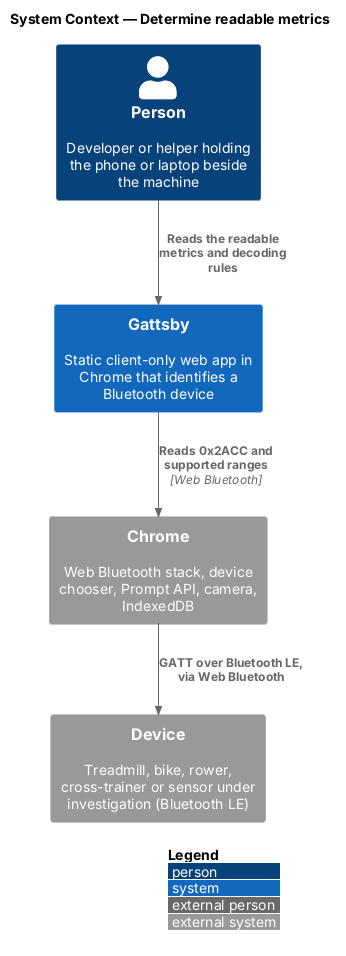 System Context — Determine readable metrics
Person
Developer or helper holding
the phone or laptop beside
the machine
Reads the readable
metrics and decoding
rules
Gattsby
Static client-only web app in
Chrome that identifies a
Bluetooth device
Reads 0x2ACC and
supported ranges
[Web Bluetooth]
Chrome
Web Bluetooth stack, device
chooser, Prompt API, camera,
IndexedDB
GATT over Bluetooth LE,
via Web Bluetooth
Device
Treadmill, bike, rower,
cross-trainer or sensor under
investigation (Bluetooth LE)
Legend
person
system
external person
external system